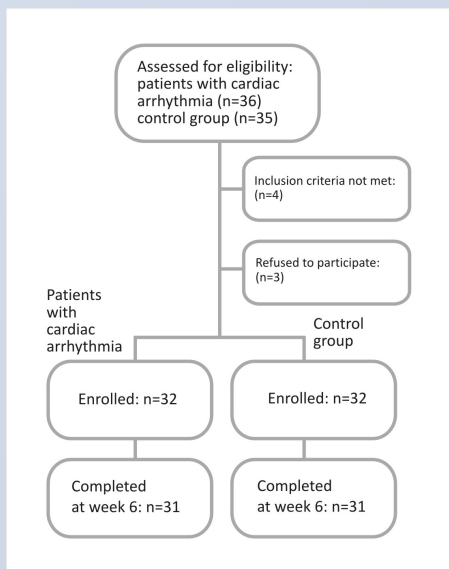 Assessed for eligibility:
patients with cardiac
arrhythmia (n=36)
control group (n=35)
Inclusion criteria not met:
(n=4)
Refused to participate:
(n=3)
Patients
with
cardiac
arrhythmia
Control
group
Enrolled: n=32
Enrolled: n=32
Completed
at week 6: n=31
Completed
at week 6: n=31